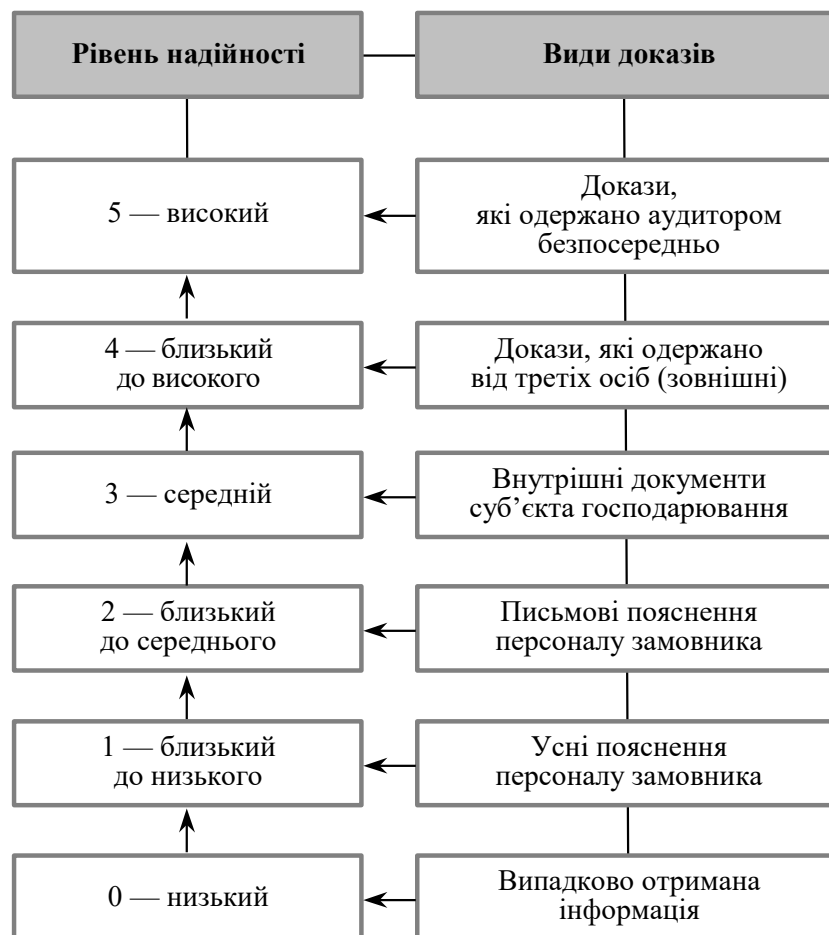 Рівень надійності
Види доказів
5 — високий
Докази,
які одержано аудитором
безпосередньо
4 — близький
до високого
Докази, які одержано
від третіх осіб (зовнішні)
3 — середній
Внутрішні документи
суб’єкта господарювання
2 — близький
до середнього
Письмові пояснення
персоналу замовника
1 — близький
до низького
Усні пояснення
персоналу замовника
0 — низький
Випадково отримана
інформація